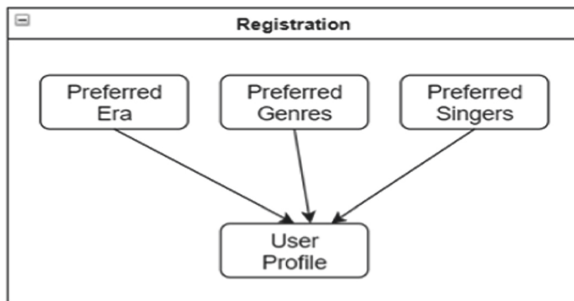 Registration
Preferred
Era
Preferred
Genres
Preferred
Singers
User
Profile